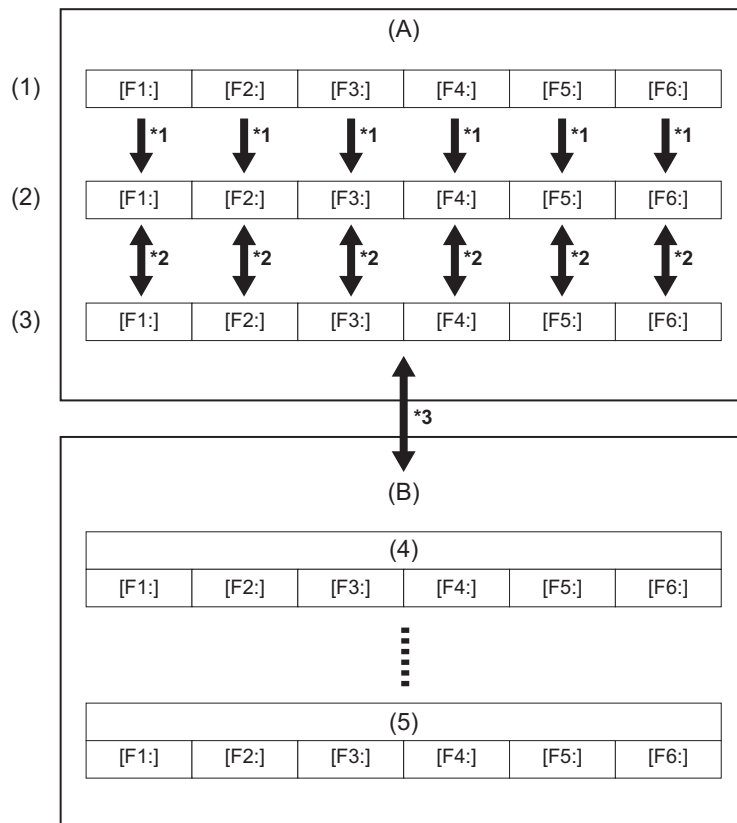 (A)
(1) [F1:] [F2:] [F3:] [F4:] [F5:] [F6:]
*1 *1 *1 *1 *1 *1
(2) [F1:] [F2:] [F3:] [F4:] [F5:] [F6:]
*2 *2 *2 *2 *2 *2
(3) [F1:] [F2:] [F3:] [F4:] [F5:] [F6:]
*3
(B)
(4)
[F1:] [F2:] [F3:] [F4:] [F5:] [F6:]
(5)
[F1:] [F2:] [F3:] [F4:] [F5:] [F6:]